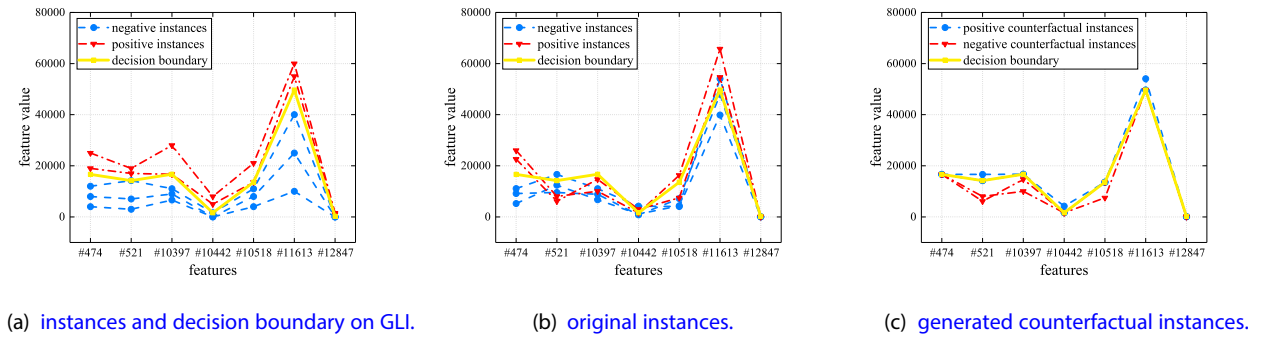 80000
60000
40000
20000
0
feature value
negative instances
positive instances
decision boundary
#474 #521 #10397 #10442 #10518 #11613 #12847
features
(a) instances and decision boundary on GLI.
80000
60000
40000
20000
0
feature value
negative instances
positive instances
decision boundary
#474 #521 #10397 #10442 #10518 #11613 #12847
features
(b) original instances.
80000
60000
40000
20000
0
feature value
positive counterfactual instances
negative counterfactual instances
decision boundary
#474 #521 #10397 #10442 #10518 #11613 #12847
features
(c) generated counterfactual instances.